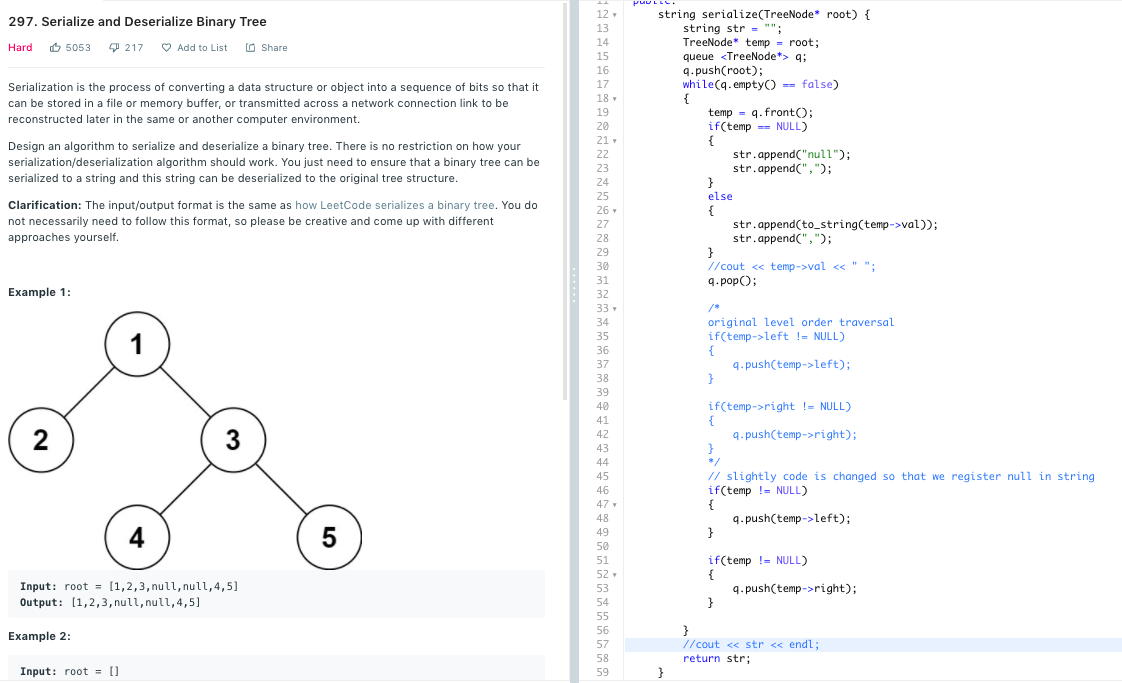 297. Serialize and Deserialize Binary Tree
Hard 5053 217 Add to List Share
Serialization is the process of converting a data structure or object into a sequence of bits so that it
can be stored in a file or memory buffer, or transmitted across a network connection link to be
reconstructed later in the same or another computer environment.
Design an algorithm to serialize and deserialize a binary tree. There is no restriction on how your
serialization/deserialization algorithm should work. You just need to ensure that a binary tree can be
serialized to a string and this string can be deserialized to the original tree structure.
Clarification: The input/output format is the same as how LeetCode serializes a binary tree. You do
not necessarily need to follow this format, so please be creative and come up with different
approaches yourself.
Example 1:
1
2
3
4
5
Input: root = [1,2,3,null,null,4,5]
Output: [1,2,3,null,null,4,5]
Example 2:
Input: root = []
11 public:
12 string serialize(TreeNode* root) {
13 string str = "";
14 TreeNode* temp = root;
15 queue <TreeNode*> q;
16 q.push(root);
17 while(q.empty() == false)
18 {
19 temp = q.front();
20 if(temp == NULL)
21 {
22 str.append("null");
23 str.append(",");
24 }
25 else
26 {
27 str.append(to_string(temp->val));
28 str.append(",");
29 }
30 //cout << temp->val << " ";
31 q.pop();
32
33 /*
34 original level order traversal
35 if(temp->left != NULL)
36 {
37 q.push(temp->left);
38 }
39
40 if(temp->right != NULL)
41 {
42 q.push(temp->right);
43 }
44 */
45 // slightly code is changed so that we register null in string
46 if(temp != NULL)
47 {
48 q.push(temp->left);
49 }
50
51 if(temp != NULL)
52 {
53 q.push(temp->right);
54 }
55
56 }
57 //cout << str << endl;
58 return str;
59 }